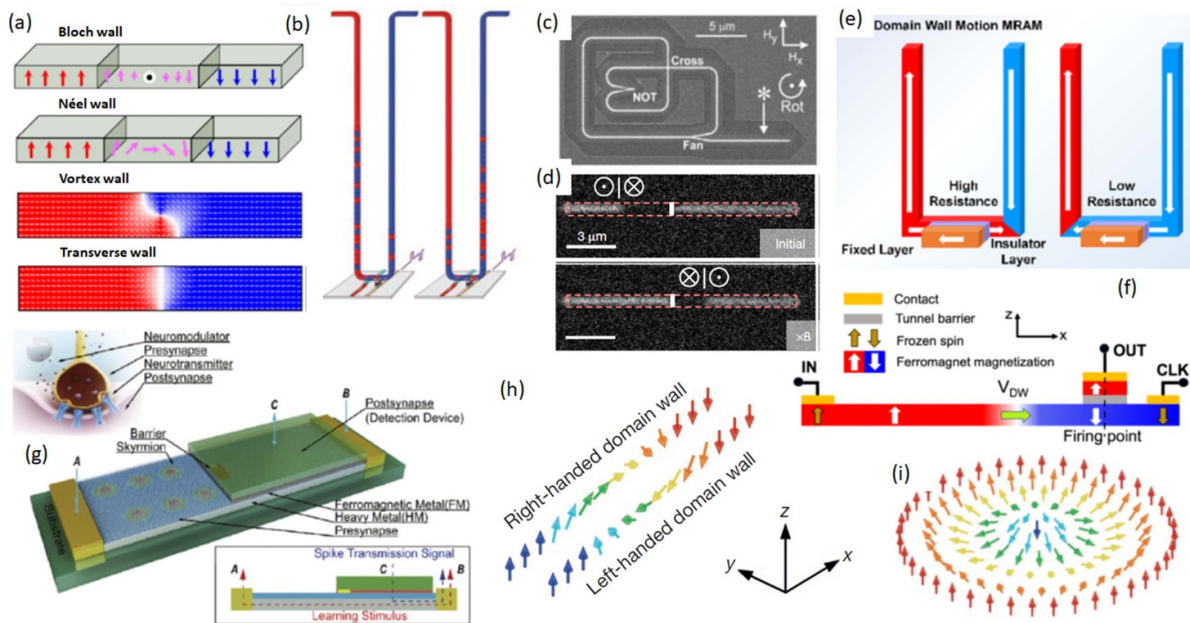 (a)
Bloch wall
Néel wall
Vortex wall
Transverse wall
(b)
(c)
5 μm
Hy
Hx
Cross
NOT
Rot
Fan
(d)
3 μm
Initial
×8
(e)
Domain Wall Motion MRAM
High
Resistance
Low
Resistance
Fixed Layer
Insulator
Layer
(f)
Contact
Tunnel barrier
Frozen spin
Ferromagnet magnetization
z
x
OUT
IN
CLK
VDW
Firing point
Neuromodulator
Presynapse
Neurotransmitter
Postsynapse
(g)
A
Barrier
Skyrmion
C
B
Postsynapse
(Detection Device)
Substrate
Ferromagnetic Metal(FM)
Heavy Metal(HM)
Presynapse
Spike Transmission Signal
A
C
B
Learning Stimulus
(h)
Right-handed domain wall
Left-handed domain wall
z
y
x
(i)